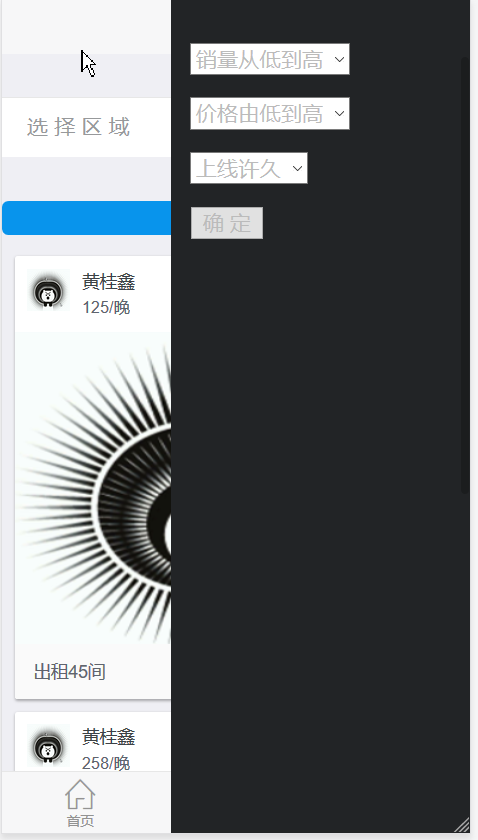 销量从低到高
价格由低到高
上线许久
确 定
选 择 区 域
黄桂鑫
125/晚
出租45间
黄桂鑫
258/晚
首页